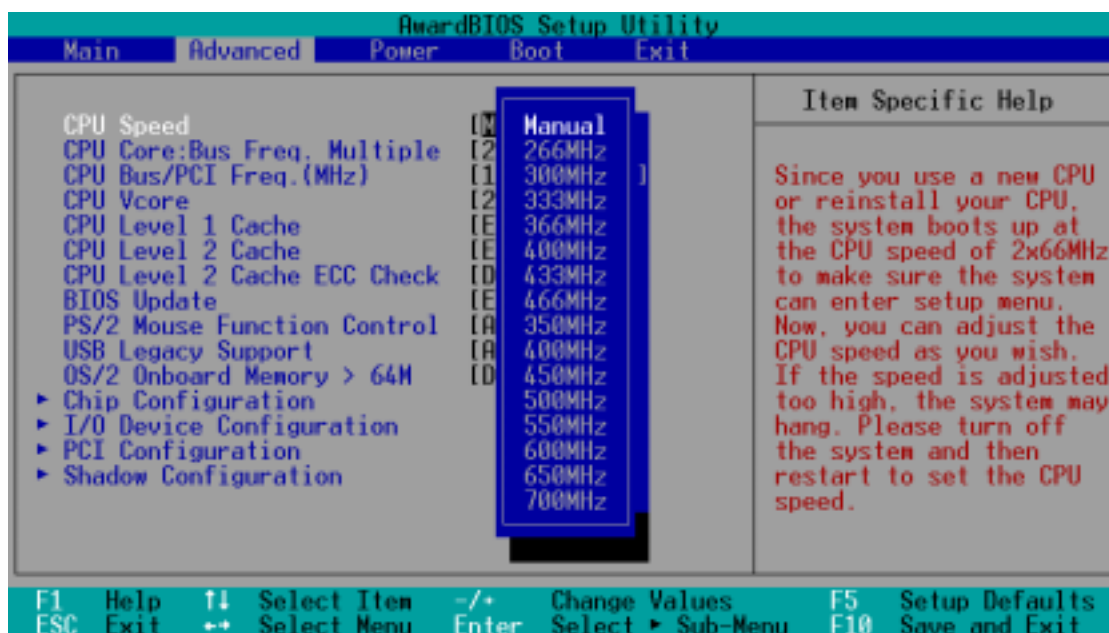 AwardBIOS Setup Utility
Main Advanced Power Boot Exit
Item Specific Help
CPU Speed [M
CPU Core:Bus Freq. Multiple [2
CPU Bus/PCI Freq.(MHz) [1 ]
CPU Vcore [2
CPU Level 1 Cache [E
CPU Level 2 Cache [E
CPU Level 2 Cache ECC Check [D
BIOS Update [E
PS/2 Mouse Function Control [A
USB Legacy Support [A
OS/2 Onboard Memory > 64M [D
▸ Chip Configuration
▸ I/O Device Configuration
▸ PCI Configuration
▸ Shadow Configuration
Manual
266MHz
300MHz
333MHz
366MHz
400MHz
433MHz
466MHz
350MHz
400MHz
450MHz
500MHz
550MHz
600MHz
650MHz
700MHz
Since you use a new CPU
or reinstall your CPU,
the system boots up at
the CPU speed of 2x66MHz
to make sure the system
can enter setup menu.
Now, you can adjust the
CPU speed as you wish.
If the speed is adjusted
too high, the system may
hang. Please turn off
the system and then
restart to set the CPU
speed.
F1 Help ↑↓ Select Item -/+ Change Values F5 Setup Defaults
ESC Exit ←→ Select Menu Enter Select ▸ Sub-Menu F10 Save and Exit